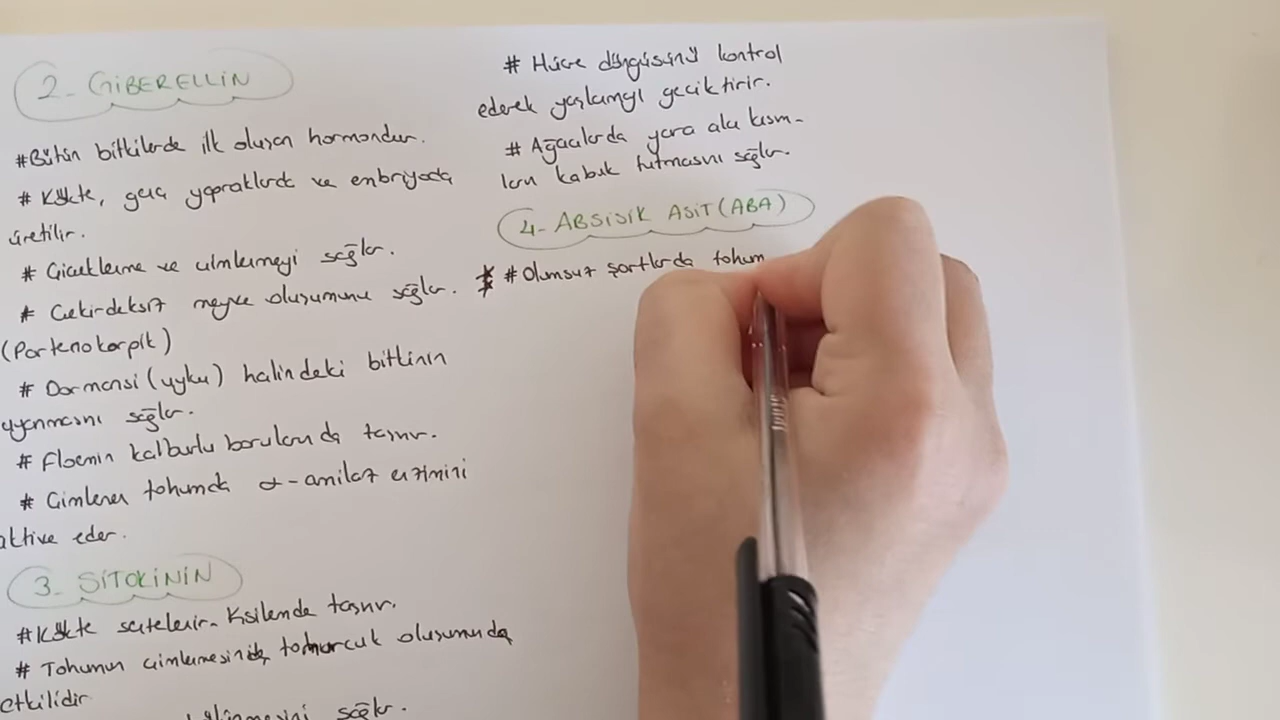 2- GİBERELLİN
#Bütün bitkilerde ilk oluşan hormondur.
# Kökte, genç yapraklarda ve embriyoda
üretilir.
# Çiçeklenme ve çimlenmeyi sağlar.
# Çekirdeksiz meyve oluşumunu sağlar.
(Partenokarpik)
# Dormansi (uyku) halindeki bitkinin
uyanmasını sağlar.
# Floemin kalburlu borularında taşınır.
# Çimlenen tohumda α-amilaz enzimini
aktive eder.
3- SİTOKİNİN
#Kökte sentezlenir. Ksilemde taşınır.
# Tohumun çimlenmesinde, tomurcuk oluşumunda
etkilidir
sağlar.
# Hücre döngüsünü kontrol
ederek yaşlanmayı geciktirir.
# Ağaçlarda yara alan kısım-
ların kabuk tutmasını sağlar.
4- ABSİSİK ASİT (ABA)
# Olumsuz şartlarda tohum